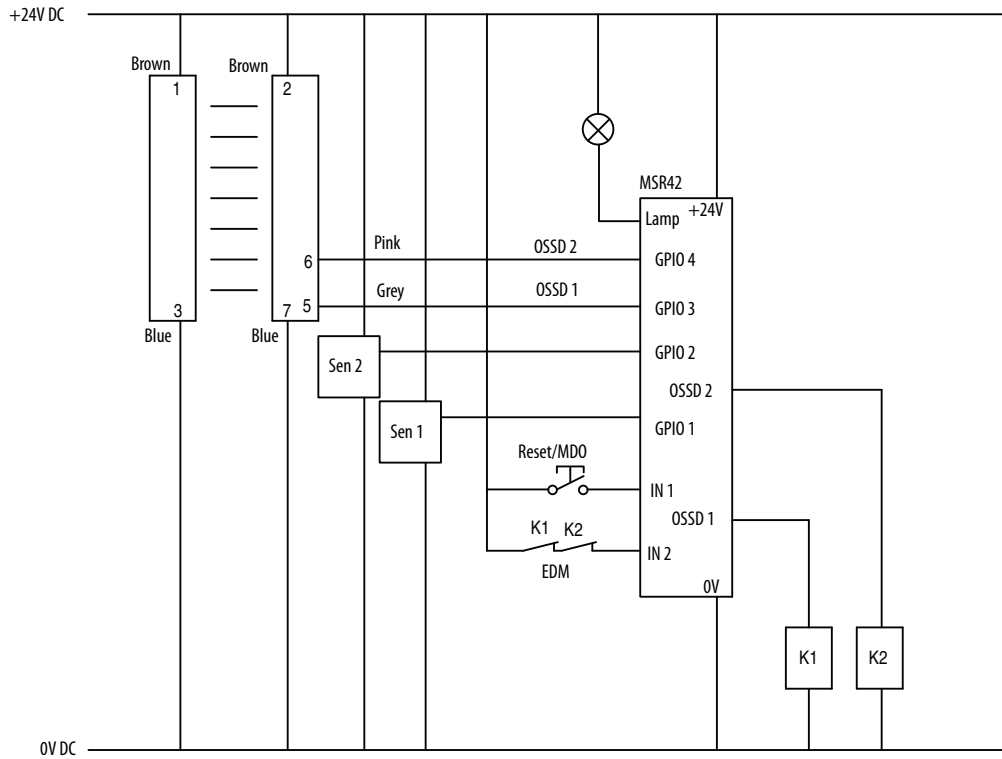 +24V DC
Brown
Brown
1
2
MSR42
+24V
Lamp
Pink
OSSD 2
6
GPIO 4
Grey
OSSD 1
3
7
5
GPIO 3
Blue
Blue
Sen 2
GPIO 2
OSSD 2
Sen 1
GPIO 1
Reset/MDO
IN 1
OSSD 1
K1
K2
IN 2
EDM
0V
K1
K2
0V DC